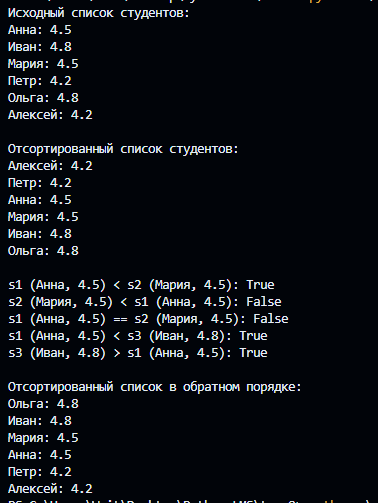 Исходный список студентов:
Анна: 4.5
Иван: 4.8
Мария: 4.5
Петр: 4.2
Ольга: 4.8
Алексей: 4.2
Отсортированный список студентов:
Алексей: 4.2
Петр: 4.2
Анна: 4.5
Мария: 4.5
Иван: 4.8
Ольга: 4.8
s1 (Анна, 4.5) < s2 (Мария, 4.5): True
s2 (Мария, 4.5) < s1 (Анна, 4.5): False
s1 (Анна, 4.5) == s2 (Мария, 4.5): False
s1 (Анна, 4.5) < s3 (Иван, 4.8): True
s3 (Иван, 4.8) > s1 (Анна, 4.5): True
Отсортированный список в обратном порядке:
Ольга: 4.8
Иван: 4.8
Мария: 4.5
Анна: 4.5
Петр: 4.2
Алексей: 4.2